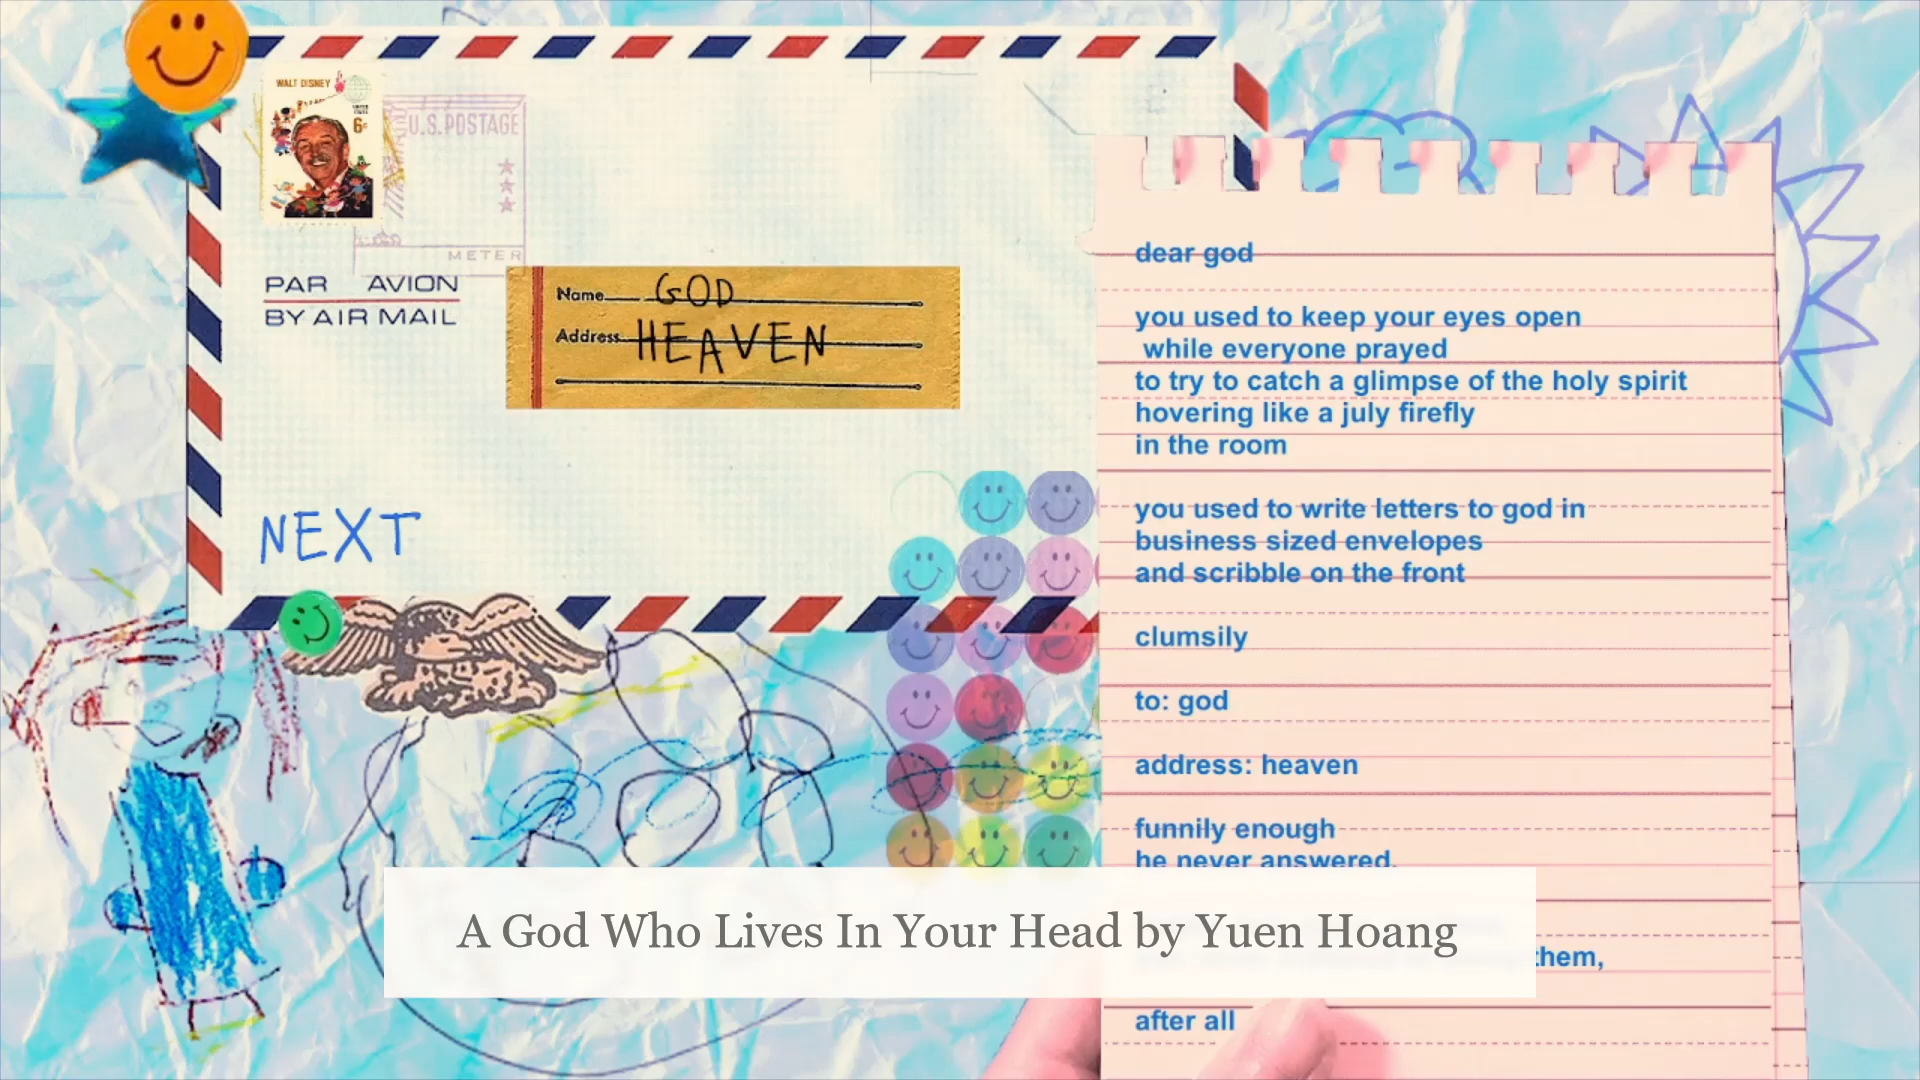 WALT DISNEY
UNITED STATES
6c
U.S. POSTAGE
METER
PAR AVION
BY AIR MAIL
Name GOD
Address HEAVEN
NEXT
dear god
you used to keep your eyes open
while everyone prayed
to try to catch a glimpse of the holy spirit
hovering like a july firefly
in the room
you used to write letters to god in
business sized envelopes
and scribble on the front
clumsily
to: god
address: heaven
funnily enough
he never answered.
them,
after all
A God Who Lives In Your Head by Yuen Hoang